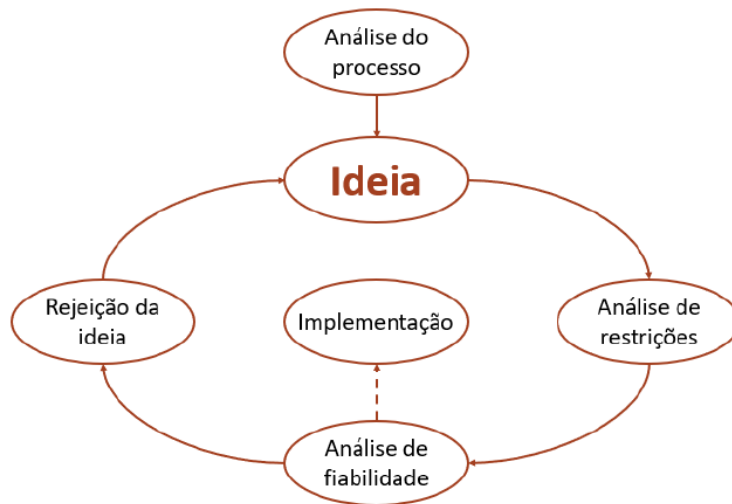 Análise do
processo
Ideia
Rejeição da
ideia
Implementação
Análise de
restrições
Análise de
fiabilidade